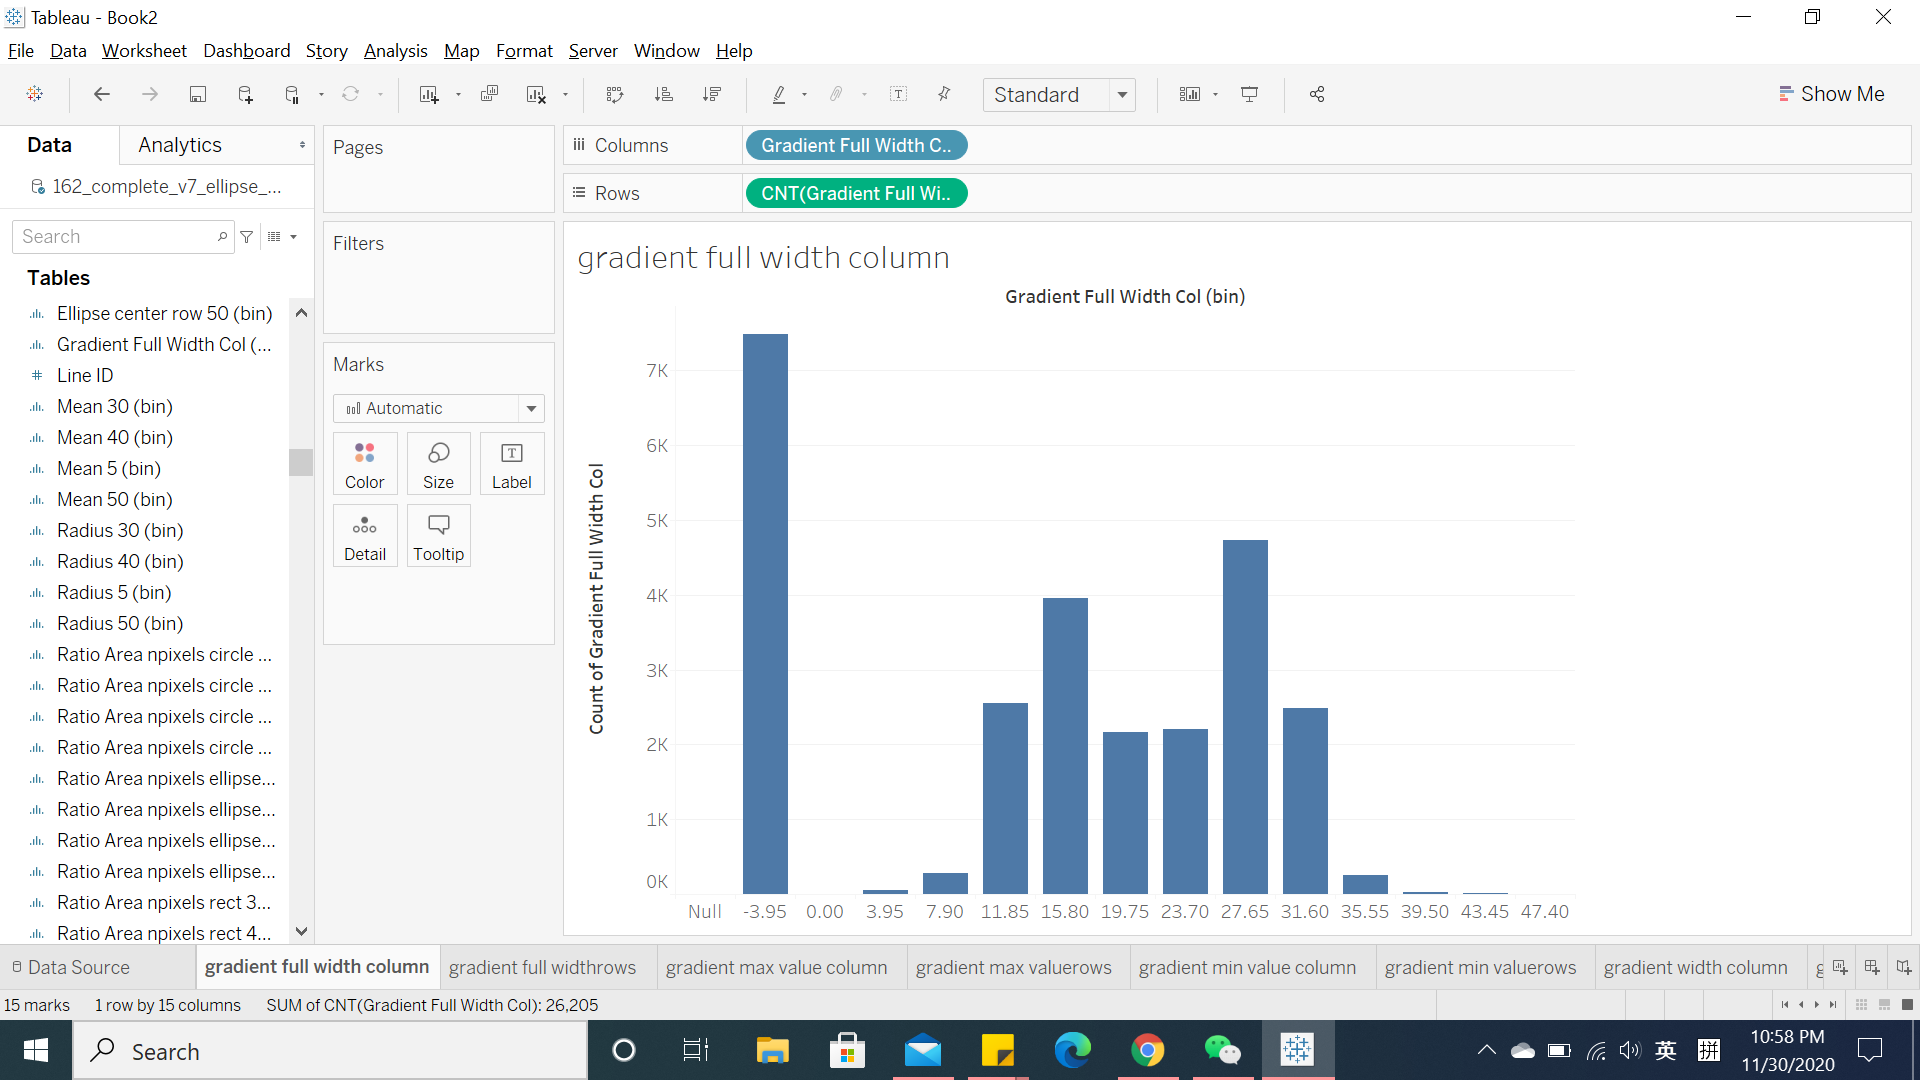 Tableau - Book2
File Data Worksheet Dashboard Story Analysis Map Format Server Window Help
Standard
Show Me
Data Analytics
162_complete_v7_ellipse_...
Search
Tables
Ellipse center row 50 (bin)
Gradient Full Width Col (...
Line ID
Mean 30 (bin)
Mean 40 (bin)
Mean 5 (bin)
Mean 50 (bin)
Radius 30 (bin)
Radius 40 (bin)
Radius 5 (bin)
Radius 50 (bin)
Ratio Area npixels circle ...
Ratio Area npixels circle ...
Ratio Area npixels circle ...
Ratio Area npixels circle ...
Ratio Area npixels ellipse...
Ratio Area npixels ellipse...
Ratio Area npixels ellipse...
Ratio Area npixels ellipse...
Ratio Area npixels rect 3...
Ratio Area npixels rect 4...
Pages
Filters
Marks
Automatic
Color Size Label
Detail Tooltip
Columns Gradient Full Width C..
Rows CNT(Gradient Full Wi..
gradient full width column
Gradient Full Width Col (bin)
Count of Gradient Full Width Col
7K
6K
5K
4K
3K
2K
1K
0K
Null -3.95 0.00 3.95 7.90 11.85 15.80 19.75 23.70 27.65 31.60 35.55 39.50 43.45 47.40
Data Source gradient full width column gradient full widthrows gradient max value column gradient max valuerows gradient min value column gradient min valuerows gradient width column g
15 marks 1 row by 15 columns SUM of CNT(Gradient Full Width Col): 26,205
Search
英 拼
10:58 PM
11/30/2020